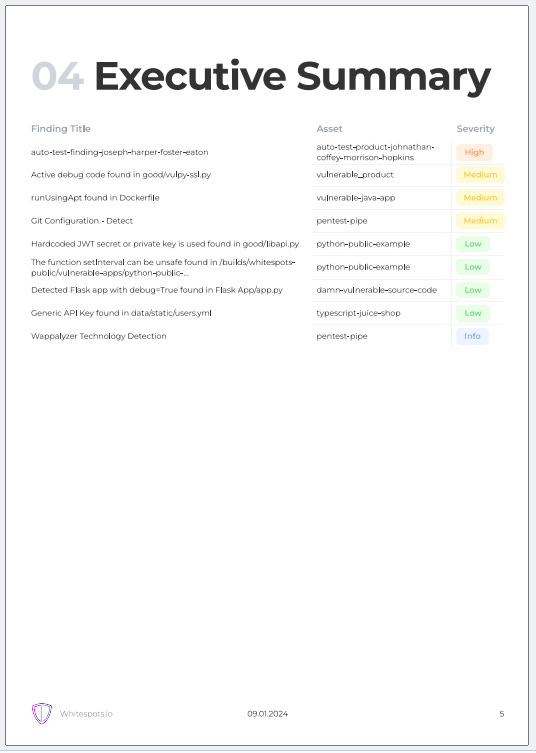 04 Executive Summary
Finding Title Asset Severity
auto-test-finding-joseph-harper-foster-eaton auto-test-product-johnathan-
coffey-morrison-hopkins High
Active debug code found in good/vulpy-ssl.py vulnerable_product Medium
runUsingApt found in Dockerfile vulnerable-java-app Medium
Git Configuration - Detect pentest-pipe Medium
Hardcoded JWT secret or private key is used found in good/libapi.py python-public-example Low
The function setInterval can be unsafe found in /builds/whitespots-
public/vulnerable-apps/python-public-... python-public-example Low
Detected Flask app with debug=True found in Flask App/app.py damn-vulnerable-source-code Low
Generic API Key found in data/static/users.yml typescript-juice-shop Low
Wappalyzer Technology Detection pentest-pipe Info
Whitespots.io 09.01.2024 5